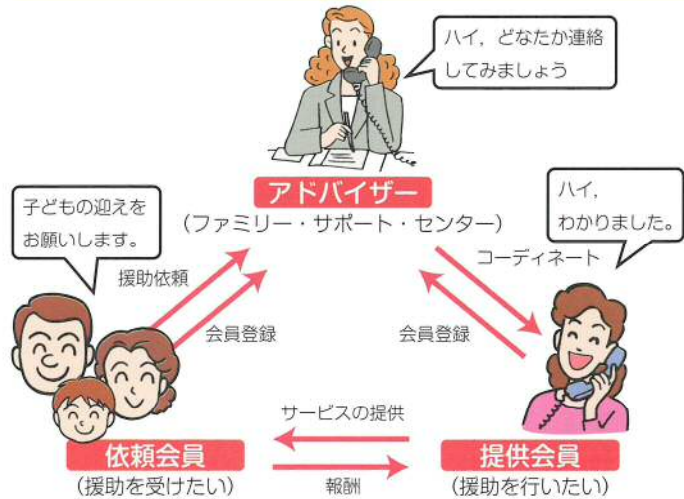 ハイ，どなたか連絡
してみましょう
アドバイザー
(ファミリー・サポート・センター)
子どもの迎えを
お願いします。
ハイ，
わかりました。
援助依頼
会員登録
コーディネート
会員登録
サービスの提供
報酬
依頼会員
(援助を受けたい)
提供会員
(援助を行いたい)